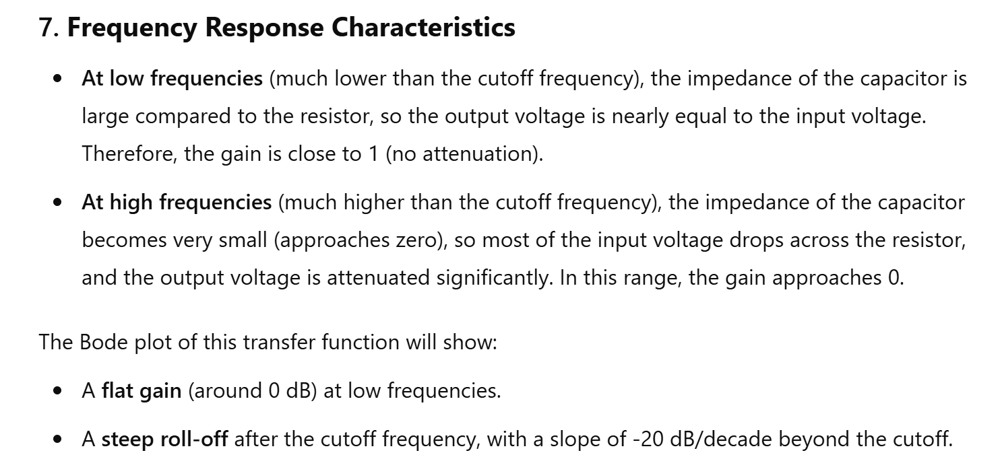 7. Frequency Response Characteristics
• At low frequencies (much lower than the cutoff frequency), the impedance of the capacitor is
large compared to the resistor, so the output voltage is nearly equal to the input voltage.
Therefore, the gain is close to 1 (no attenuation).
• At high frequencies (much higher than the cutoff frequency), the impedance of the capacitor
becomes very small (approaches zero), so most of the input voltage drops across the resistor,
and the output voltage is attenuated significantly. In this range, the gain approaches 0.
The Bode plot of this transfer function will show:
• A flat gain (around 0 dB) at low frequencies.
• A steep roll-off after the cutoff frequency, with a slope of -20 dB/decade beyond the cutoff.